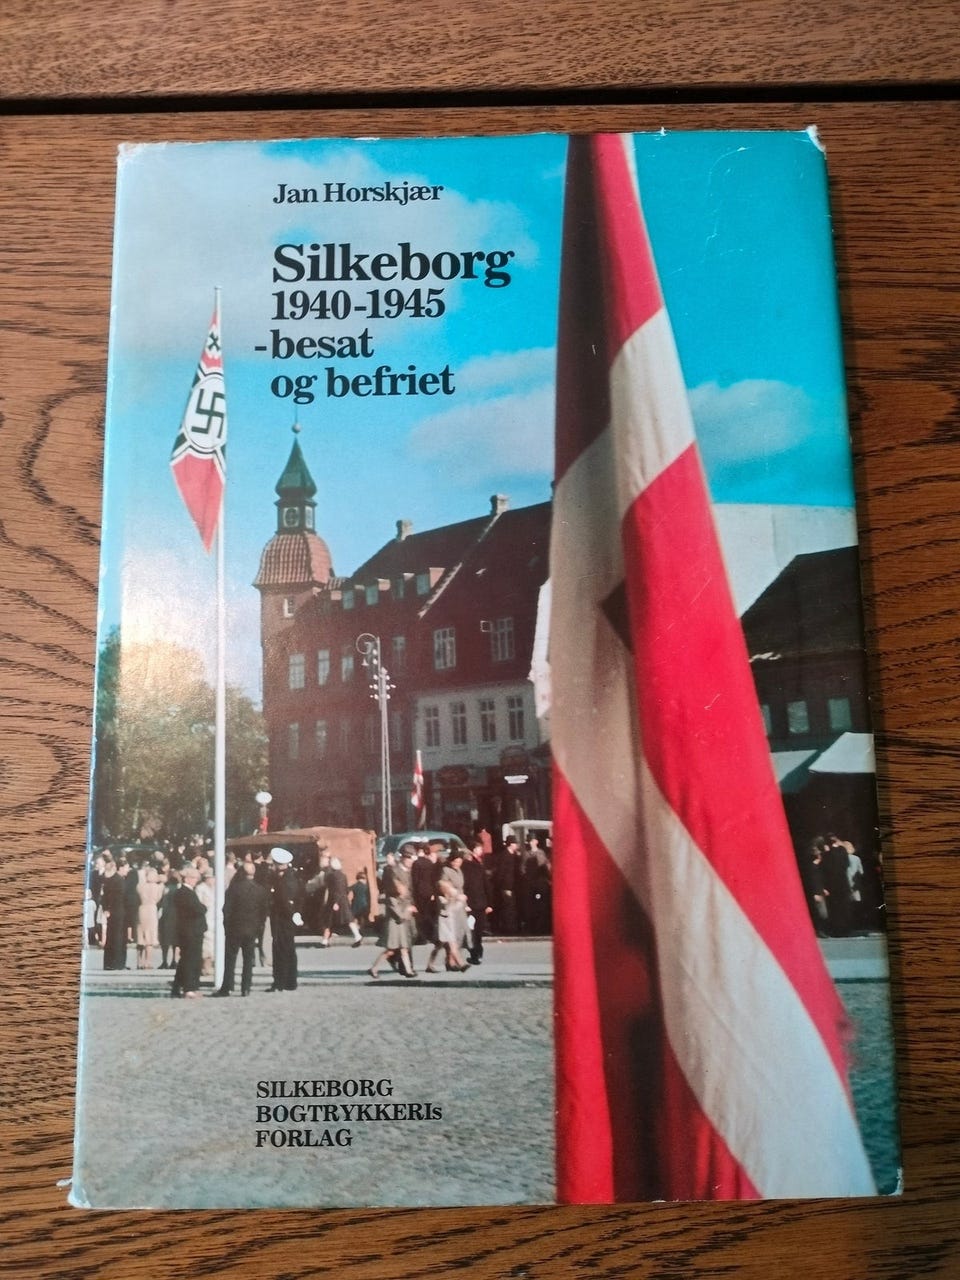 Jan Horskjær
Silkeborg
1940-1945
-besat
og befriet
SILKEBORG
BOGTRYKKERIs
FORLAG